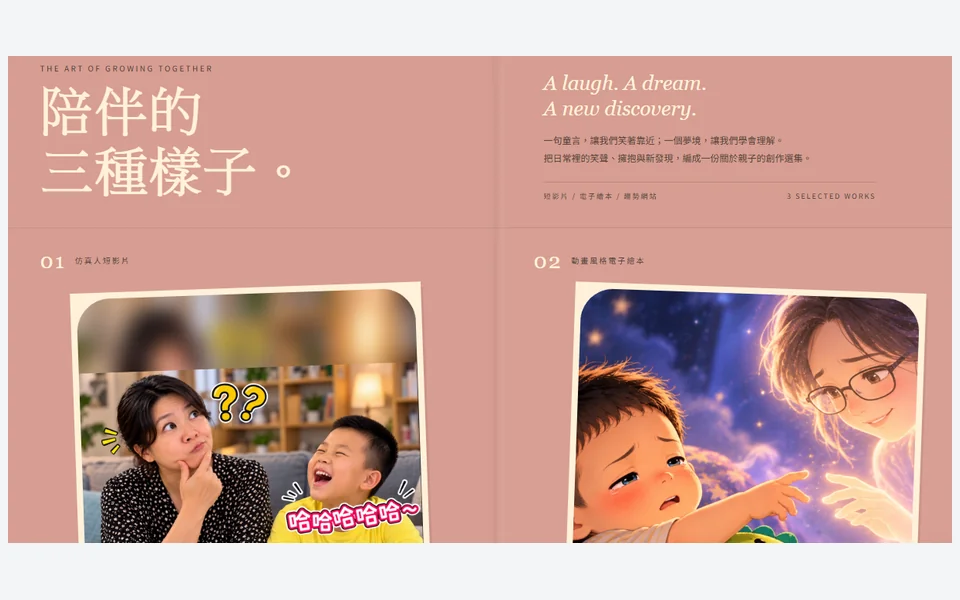 THE ART OF GROWING TOGETHER
陪伴的
三種樣子。
A laugh. A dream.
A new discovery.
一句童言，讓我們笑著靠近；一個夢境，讓我們學會理解。
把日常裡的笑聲、擁抱與新發現，編成一份關於親子的創作選集。
短影片 / 電子繪本 / 趨勢網站
3 SELECTED WORKS
01 仿真人短影片
??
哈哈哈哈哈~
02 動畫風格電子繪本